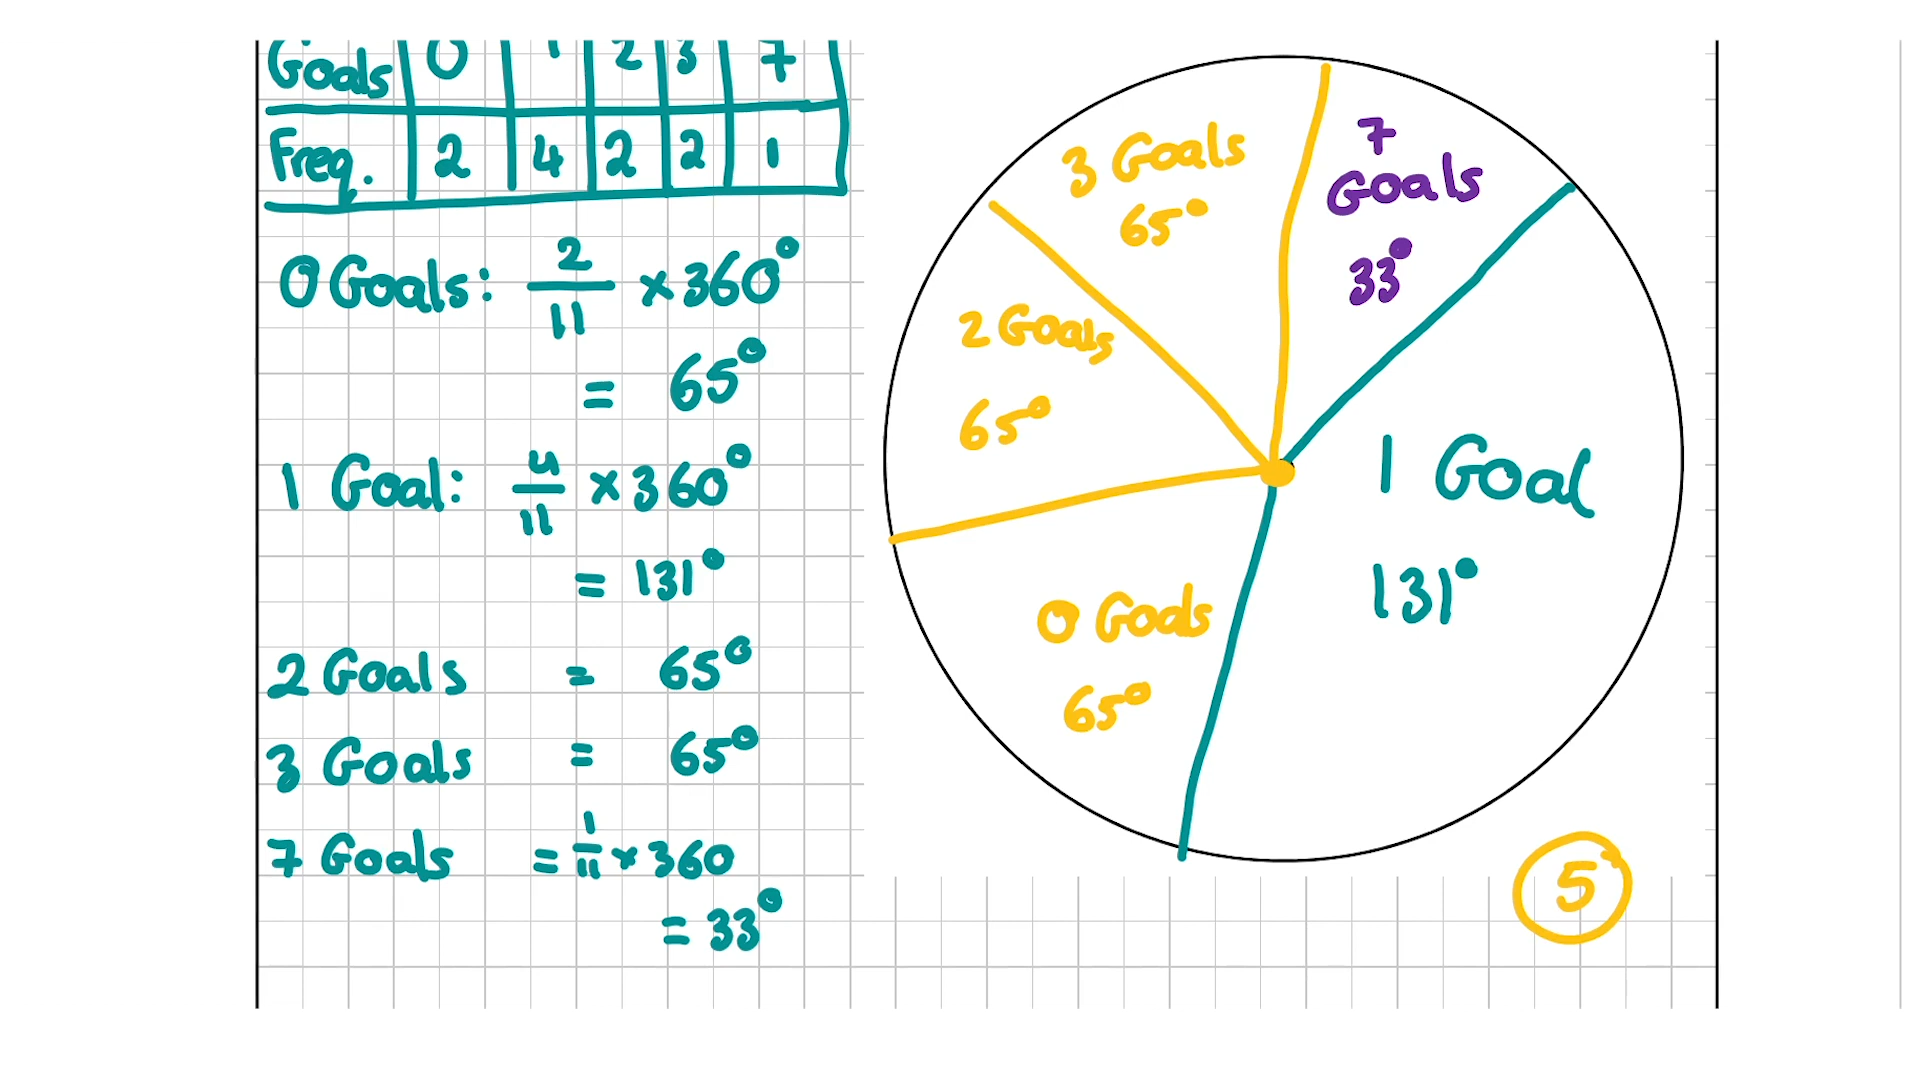 Goals 0 1 2 3 7
Freq. 2 4 2 2 1
0 Goals: 2/11 ×360°
= 65°
1 Goal: 4/11 ×360°
= 131°
2 Goals = 65°
3 Goals = 65°
7 Goals = 1/11 × 360
= 33°
3 Goals
65°
7
Goals
33°
2 Goals
65°
1 Goal
131°
0 Goals
65°
5